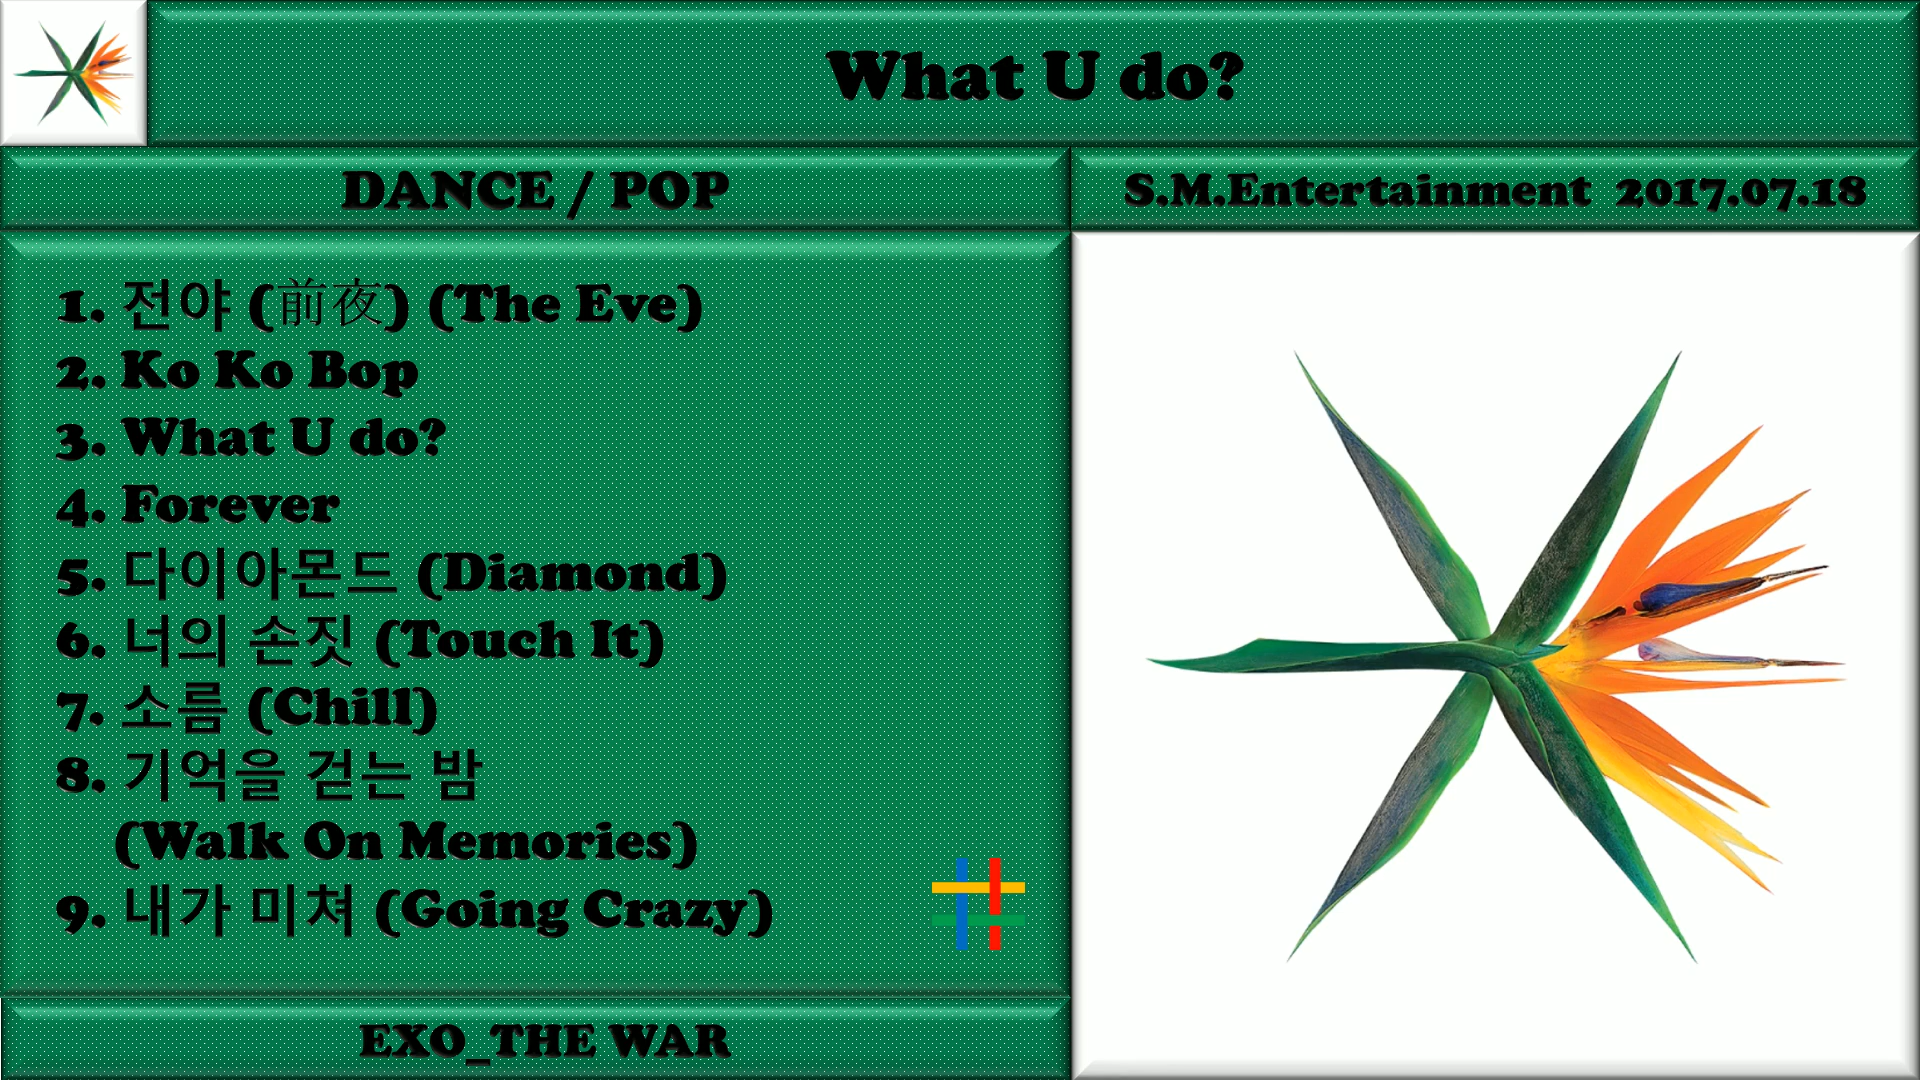 What U do?
DANCE / POP
S.M.Entertainment 2017.07.18
1. 전야 (前夜) (The Eve)
2. Ko Ko Bop
3. What U do?
4. Forever
5. 다이아몬드 (Diamond)
6. 너의 손짓 (Touch It)
7. 소름 (Chill)
8. 기억을 걷는 밤
(Walk On Memories)
9. 내가 미쳐 (Going Crazy)
EXO_THE WAR